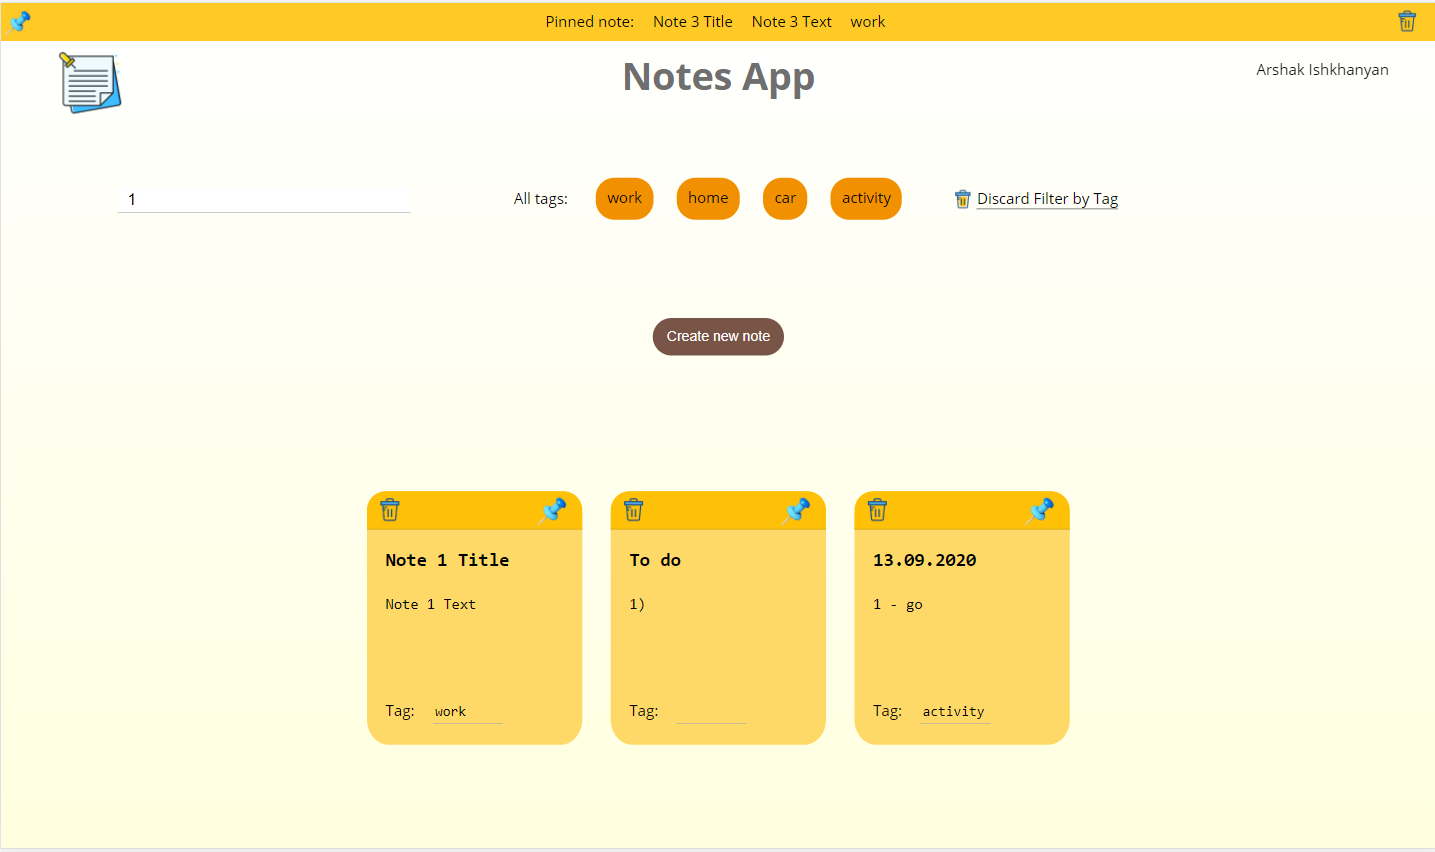 Pinned note: Note 3 Title Note 3 Text work
Notes App
Arshak Ishkhanyan
1
All tags: work home car activity Discard Filter by Tag
Create new note
Note 1 Title
Note 1 Text
Tag: work
To do
1)
Tag:
13.09.2020
1 - go
Tag: activity